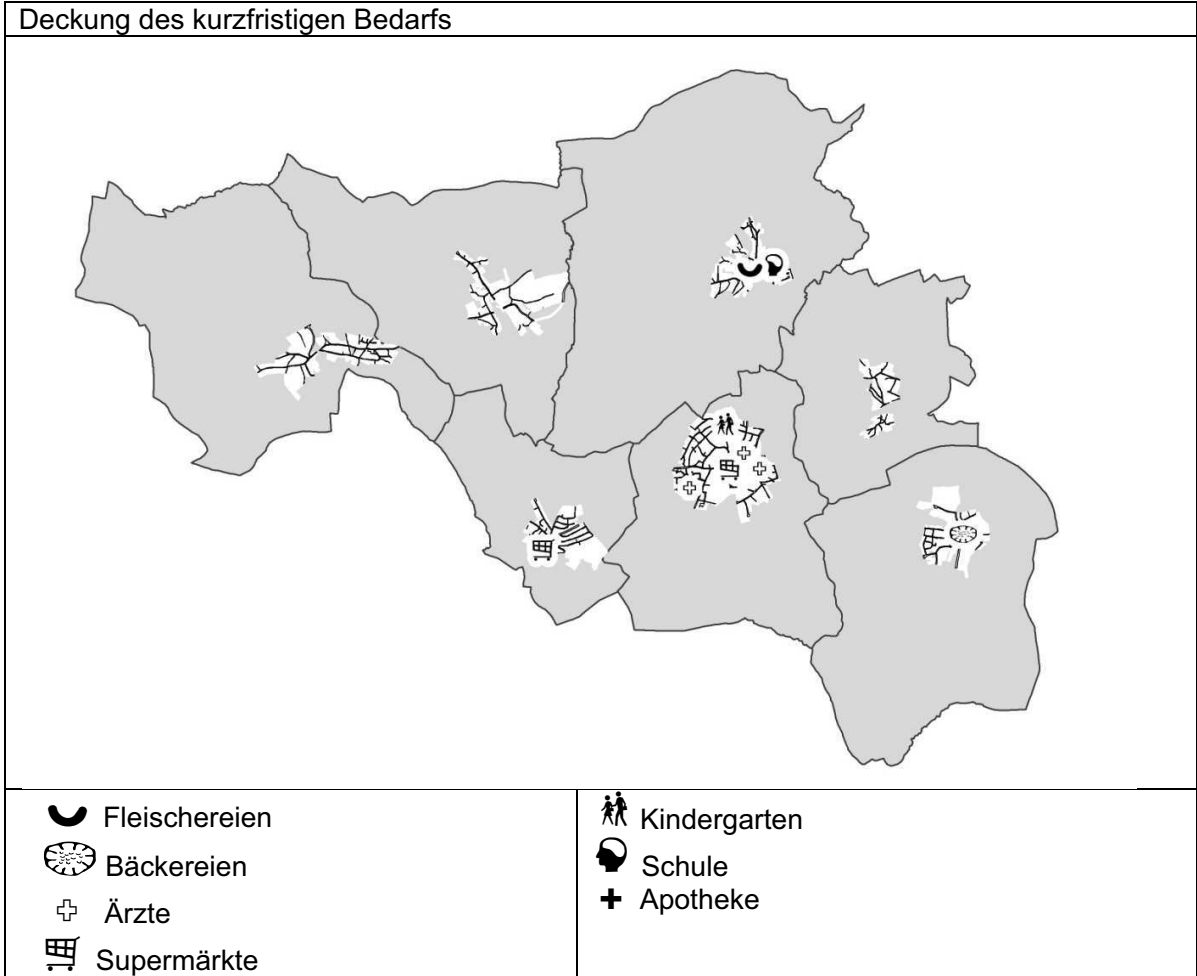 Deckung des kurzfristigen Bedarfs
Fleischereien
Bäckereien
Ärzte
Supermärkte
Kindergarten
Schule
Apotheke